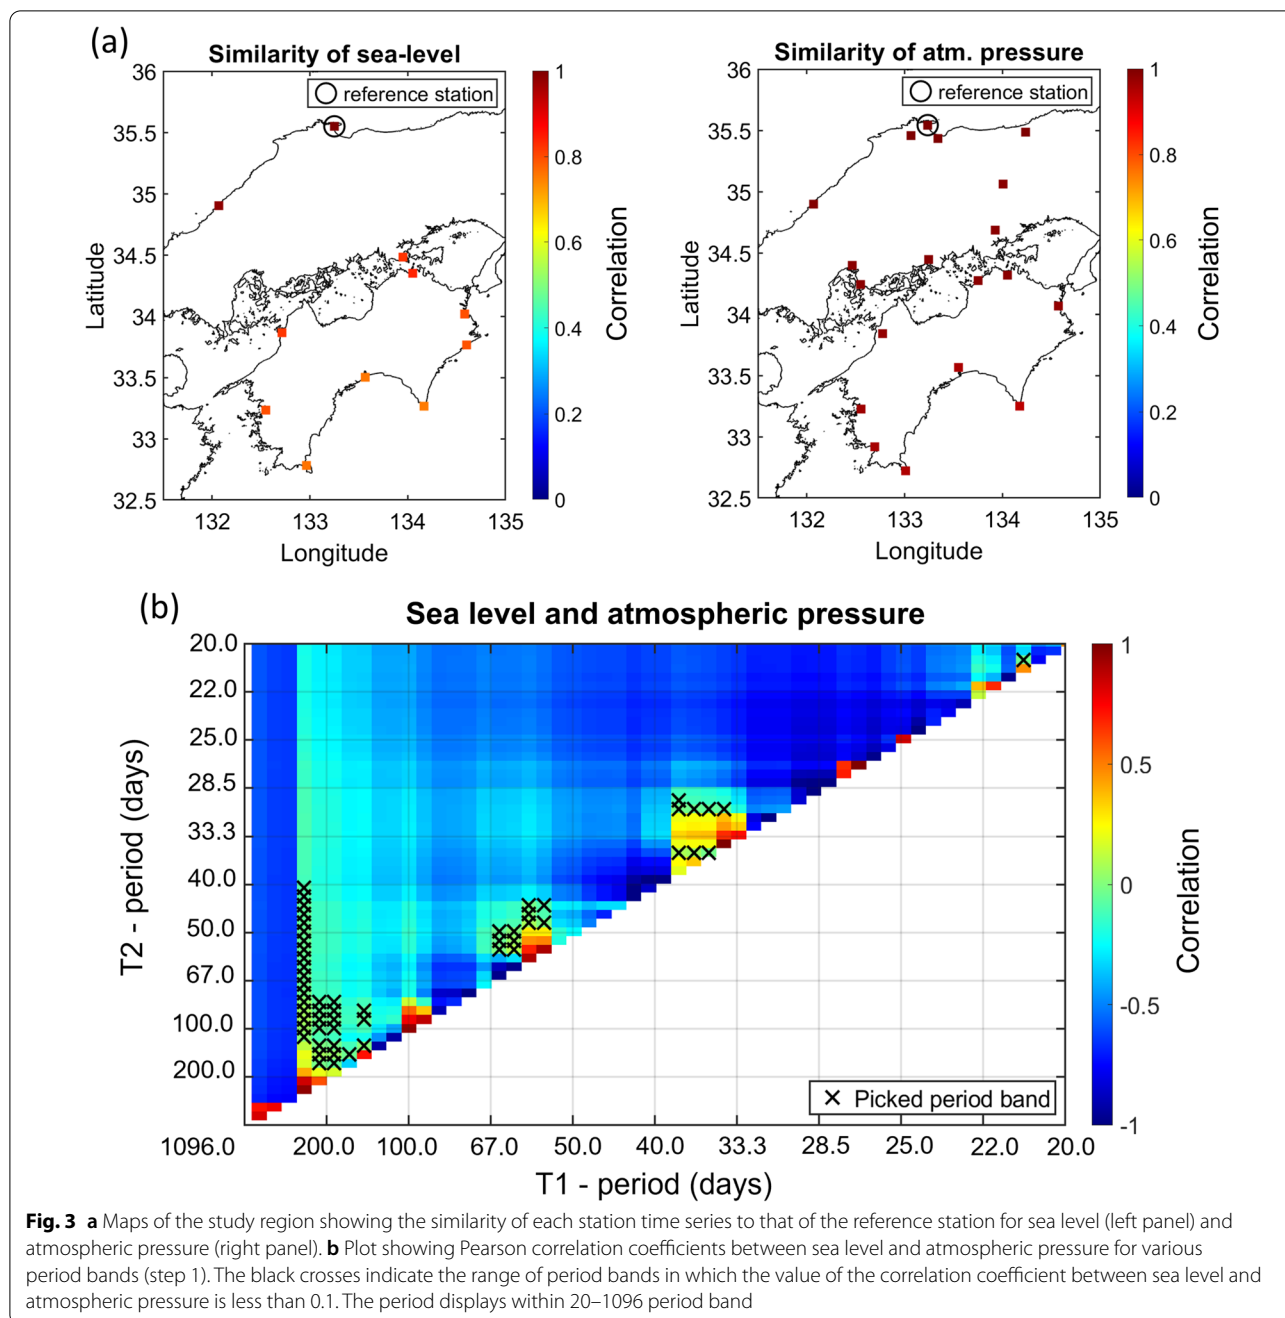 (a)
Similarity of sea-level
reference station
36
35.5
35
34.5
34
33.5
33
32.5
Latitude
132 133 134 135
Longitude
1
0.8
0.6
0.4
0.2
0
Correlation
Similarity of atm. pressure
reference station
36
35.5
35
34.5
34
33.5
33
32.5
Latitude
132 133 134 135
Longitude
1
0.8
0.6
0.4
0.2
0
Correlation
(b)
Sea level and atmospheric pressure
20.0
22.0
25.0
28.5
33.3
40.0
50.0
67.0
100.0
200.0
1096.0
T2 - period (days)
200.0 100.0 67.0 50.0 40.0 33.3 28.5 25.0 22.0 20.0
T1 - period (days)
Picked period band
1
0.5
0
-0.5
-1
Correlation
Fig. 3 a Maps of the study region showing the similarity of each station time series to that of the reference station for sea level (left panel) and
atmospheric pressure (right panel). b Plot showing Pearson correlation coefficients between sea level and atmospheric pressure for various
period bands (step 1). The black crosses indicate the range of period bands in which the value of the correlation coefficient between sea level and
atmospheric pressure is less than 0.1. The period displays within 20–1096 period band